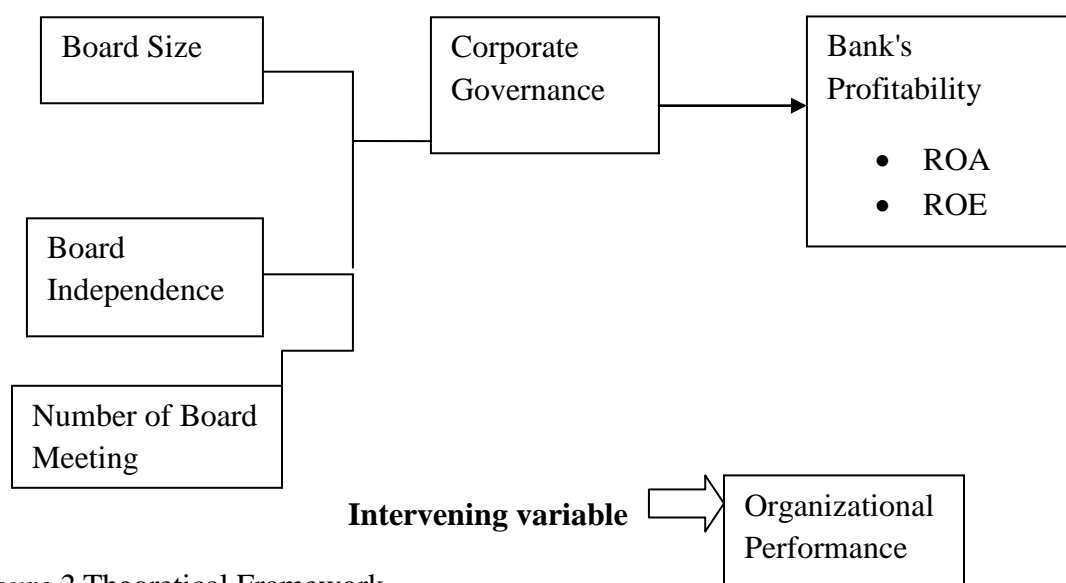 Board Size
Corporate
Governance
Bank's
Profitability
• ROA
• ROE
Board
Independence
Number of Board
Meeting
Intervening variable
Organizational
Performance
2 Theoretical Framework